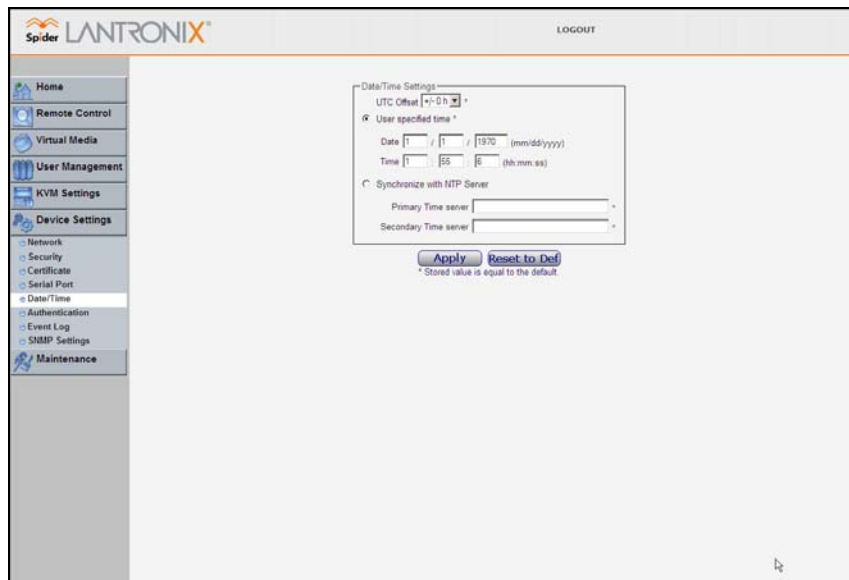 Spider LANTRONIX®
LOGOUT
Home
Remote Control
Virtual Media
User Management
KVM Settings
Device Settings
Network
Security
Certificate
Serial Port
Date/Time
Authentication
Event Log
SNMP Settings
Maintenance
Date/Time Settings
UTC Offset +/- 0 h *
User specified time *
Date 1 / 1 / 1970 (mm/dd/yyyy)
Time 1 : 55 : 6 (hh:mm:ss)
Synchronize with NTP Server
Primary Time server *
Secondary Time server *
Apply Reset to Def
* Stored value is equal to the default.